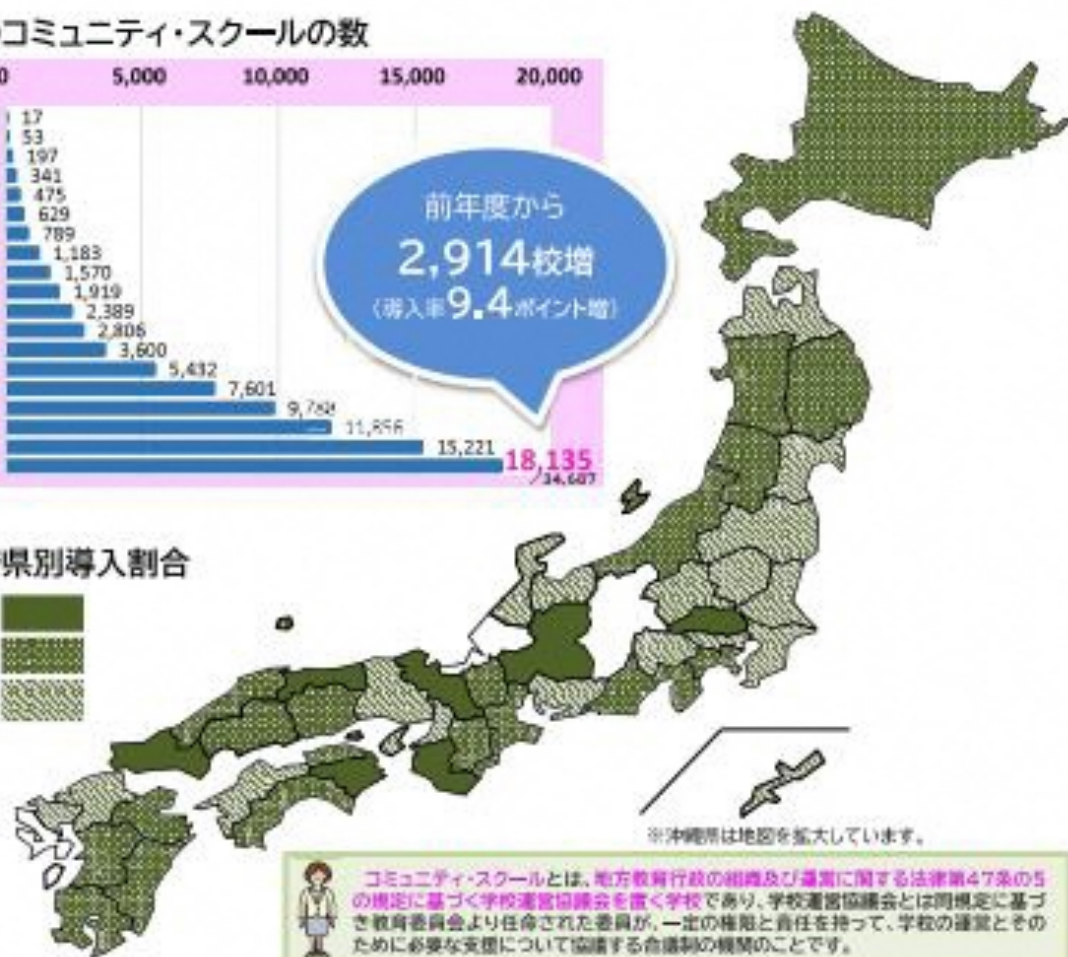 コミュニティ・スクールの数
0 5,000 10,000 15,000 20,000
17
53
197
341
475
629
789
1,183
1,570
1,919
2,389
2,806
3,600
5,432
7,601
9,788
11,856
15,221
18,135
34,687
前年度から
2,914校増
(導入率9.4ポイント増)
県別導入割合
※沖縄県は地図を拡大しています。
コミュニティ・スクールとは、地方教育行政の組織及び運営に関する法律第47条の5
の規定に基づく学校運営協議会を置く学校であり、学校運営協議会とは同規定に基づ
き教育委員会より任命された委員が、一定の権限と責任を持って、学校の運営とその
ために必要な支援について協議する合議制の機関のことです。